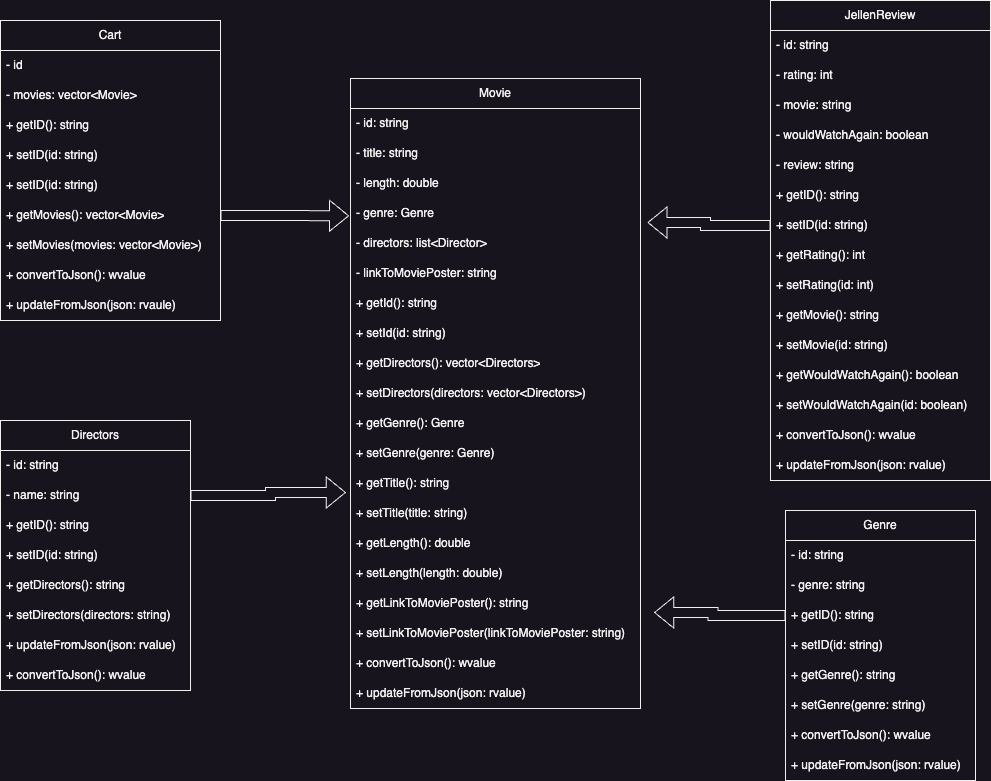 Cart
- id
- movies: vector<Movie>
+ getID(): string
+ setID(id: string)
+ setID(id: string)
+ getMovies(): vector<Movie>
+ setMovies(movies: vector<Movie>)
+ convertToJson(): wvalue
+ updateFromJson(json: rvaule)
Directors
- id: string
- name: string
+ getID(): string
+ setID(id: string)
+ getDirectors(): string
+ setDirectors(directors: string)
+ updateFromJson(json: rvalue)
+ convertToJson(): wvalue
Movie
- id: string
- title: string
- length: double
- genre: Genre
- directors: list<Director>
- linkToMoviePoster: string
+ getId(): string
+ setId(id: string)
+ getDirectors(): vector<Directors>
+ setDirectors(directors: vector<Directors>)
+ getGenre(): Genre
+ setGenre(genre: Genre)
+ getTitle(): string
+ setTitle(title: string)
+ getLength(): double
+ setLength(length: double)
+ getLinkToMoviePoster(): string
+ setLinkToMoviePoster(linkToMoviePoster: string)
+ convertToJson(): wvalue
+ updateFromJson(json: rvalue)
JellenReview
- id: string
- rating: int
- movie: string
- wouldWatchAgain: boolean
- review: string
+ getID(): string
+ setID(id: string)
+ getRating(): int
+ setRating(id: int)
+ getMovie(): string
+ setMovie(id: string)
+ getWouldWatchAgain(): boolean
+ setWouldWatchAgain(id: boolean)
+ convertToJson(): wvalue
+ updateFromJson(json: rvalue)
Genre
- id: string
- genre: string
+ getID(): string
+ setID(id: string)
+ getGenre(): string
+ setGenre(genre: string)
+ convertToJson(): wvalue
+ updateFromJson(json: rvalue)